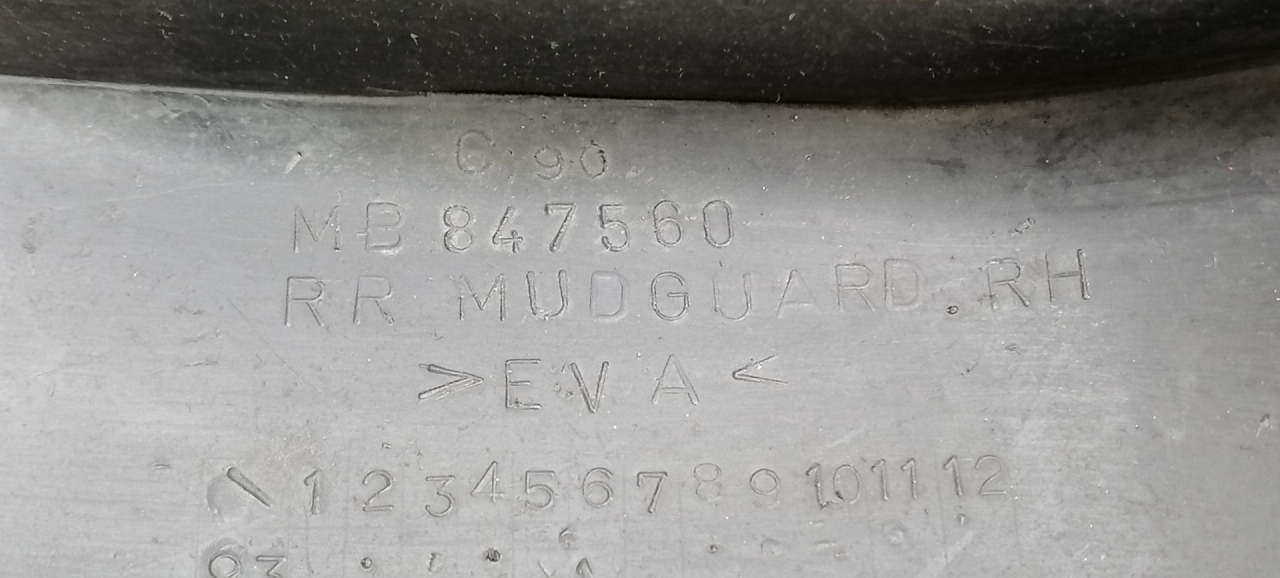 C.90.
MB 847560
RR MUDGUARD.RH
>EVA<
\ 1 2 3 4 5 6 7 8 9 10 11 12
93